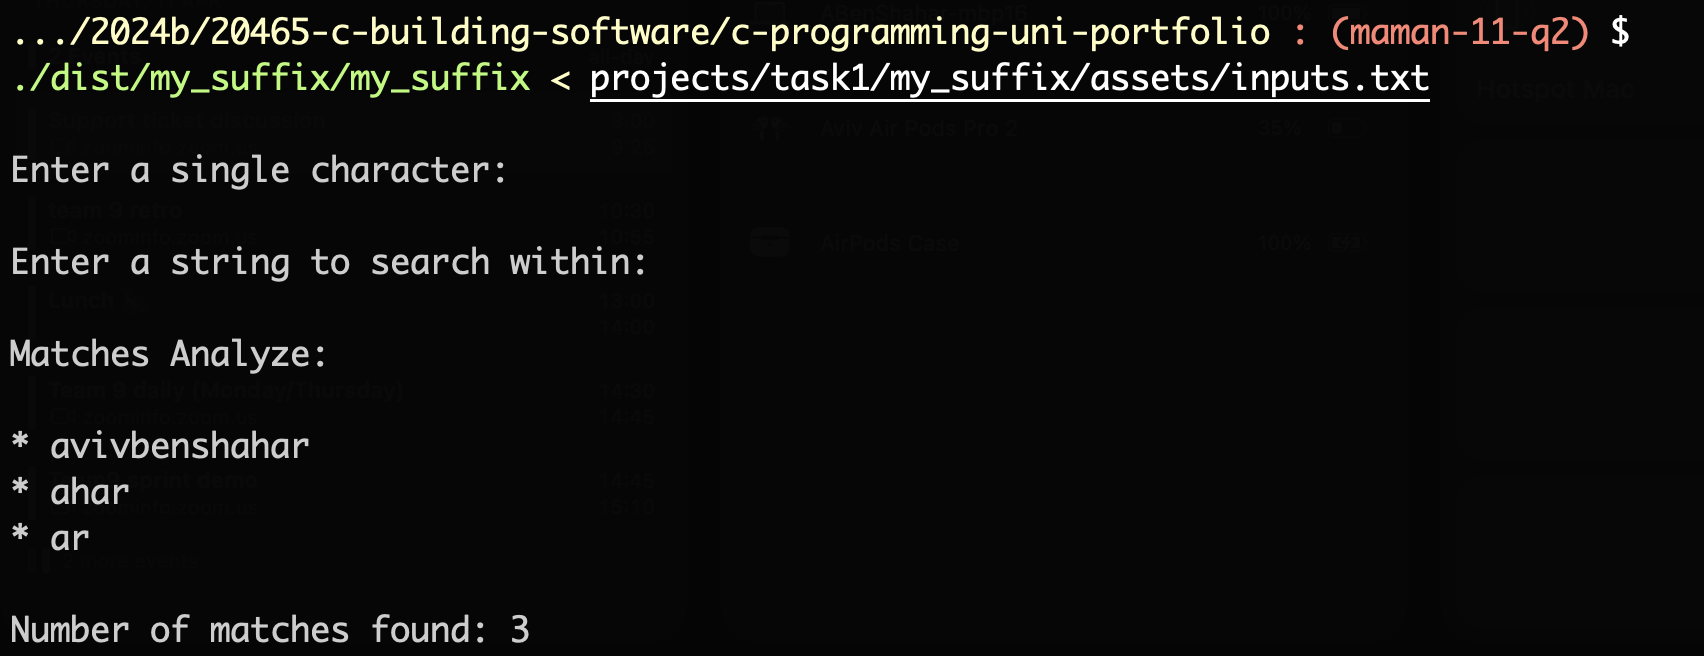 .../2024b/20465-c-building-software/c-programming-uni-portfolio : (maman-11-q2) $
./dist/my_suffix/my_suffix < projects/task1/my_suffix/assets/inputs.txt
Enter a single character:
Enter a string to search within:
Matches Analyze:
* avivbenshahar
* ahar
* ar
Number of matches found: 3